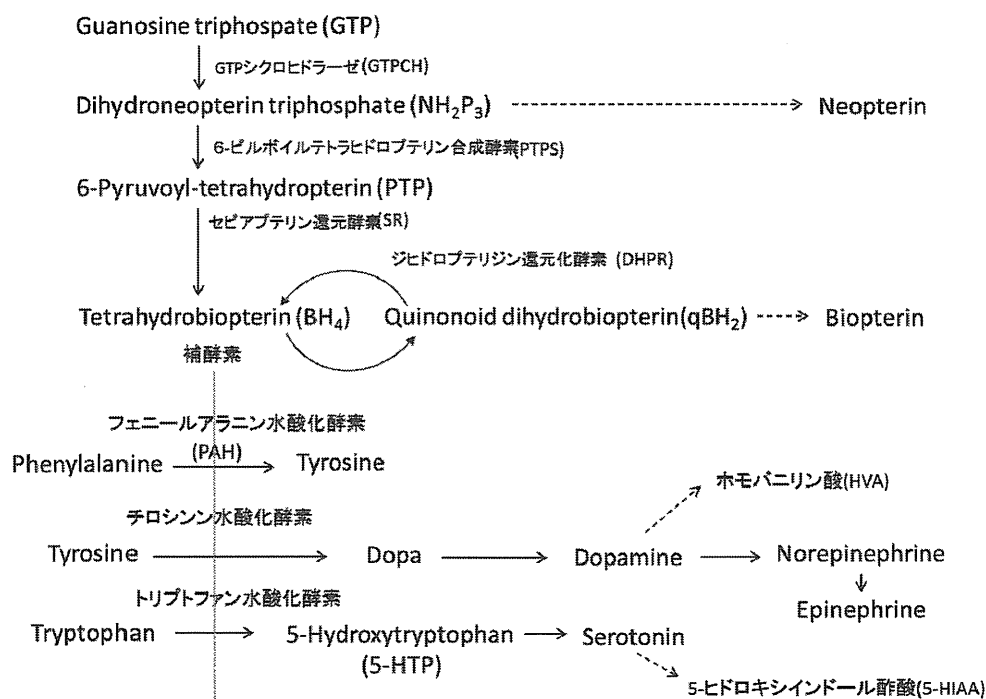 Guanosine triphospate (GTP)
GTPシクロヒドラーゼ(GTPCH)
Dihydroneopterin triphosphate (NH₂P₃)
Neopterin
6-ピルボイルテトラヒドロプテリン合成酵素(PTPS)
6-Pyruvoyl-tetrahydropterin (PTP)
セピアプテリン還元酵素(SR)
ジヒドロプテリジン還元化酵素 (DHPR)
Tetrahydrobiopterin (BH₄)
Quinonoid dihydrobiopterin(qBH₂)
Biopterin
補酵素
フェニールアラニン水酸化酵素
(PAH)
Phenylalanine
Tyrosine
ホモバニリン酸(HVA)
チロシンン水酸化酵素
Tyrosine
Dopa
Dopamine
Norepinephrine
Epinephrine
トリプトファン水酸化酵素
Tryptophan
5-Hydroxytryptophan
(5-HTP)
Serotonin
5-ヒドロキシインドール酢酸(5-HIAA)